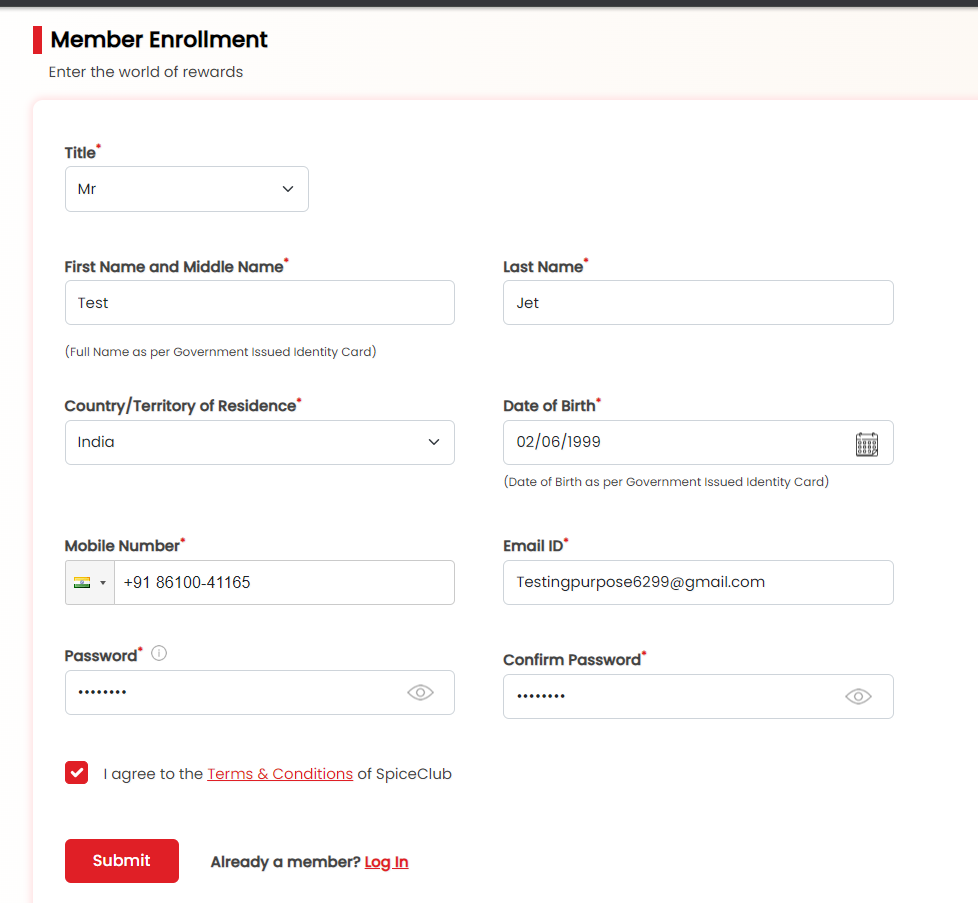 Member Enrollment
Enter the world of rewards
Title*
Mr
First Name and Middle Name* Last Name*
Test Jet
(Full Name as per Government Issued Identity Card)
Country/Territory of Residence* Date of Birth*
India 02/06/1999
(Date of Birth as per Government Issued Identity Card)
Mobile Number* Email ID*
+91 86100-41165 Testingpurpose6299@gmail.com
Password* Confirm Password*
•••••••• ••••••••
I agree to the Terms & Conditions of SpiceClub
Submit Already a member? Log In